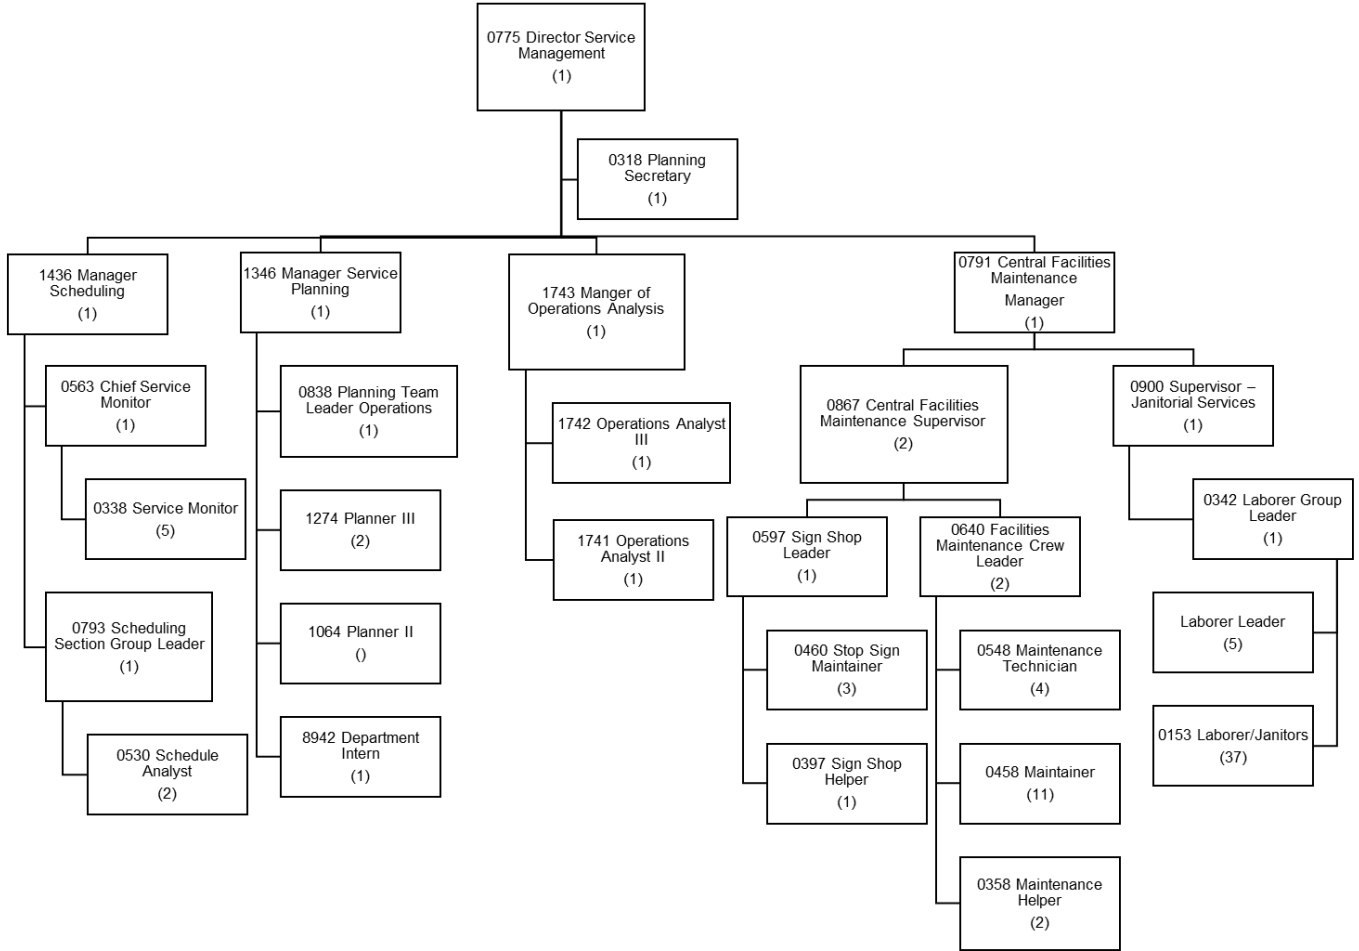 0775 Director Service
Management
(1)
0318 Planning
Secretary
(1)
1436 Manager
Scheduling
(1)
1346 Manager Service
Planning
(1)
1743 Manger of
Operations Analysis
(1)
0791 Central Facilities
Maintenance
Manager
(1)
0563 Chief Service
Monitor
(1)
0338 Service Monitor
(5)
0793 Scheduling
Section Group Leader
(1)
0530 Schedule
Analyst
(2)
0838 Planning Team
Leader Operations
(1)
1274 Planner III
(2)
1064 Planner II
()
8942 Department
Intern
(1)
1742 Operations Analyst
III
(1)
1741 Operations
Analyst II
(1)
0867 Central Facilities
Maintenance Supervisor
(2)
0597 Sign Shop
Leader
(1)
0460 Stop Sign
Maintainer
(3)
0397 Sign Shop
Helper
(1)
0640 Facilities
Maintenance Crew
Leader
(2)
0548 Maintenance
Technician
(4)
0458 Maintainer
(11)
0358 Maintenance
Helper
(2)
0900 Supervisor –
Janitorial Services
(1)
0342 Laborer Group
Leader
(1)
Laborer Leader
(5)
0153 Laborer/Janitors
(37)